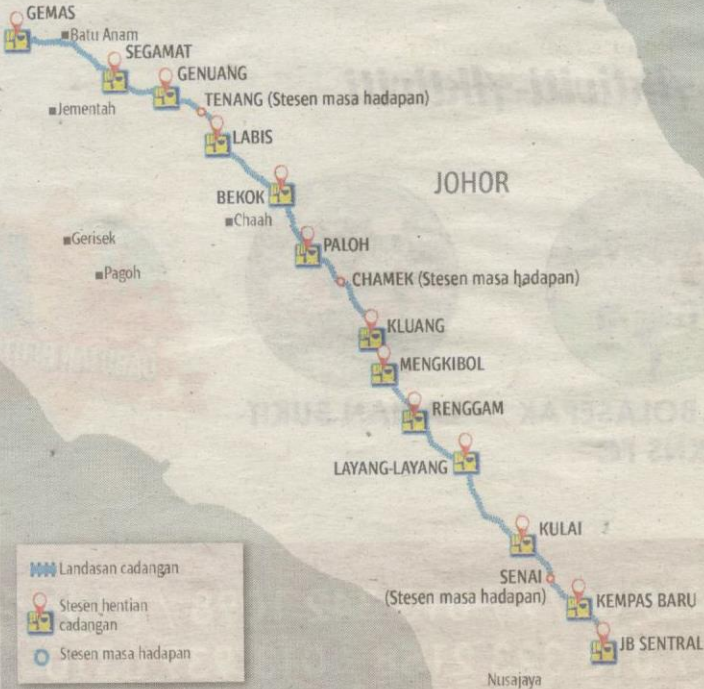 GEMAS
Batu Anam
SEGAMAT
GENUANG
Jementah
TENANG (Stesen masa hadapan)
LABIS
JOHOR
BEKOK
Chaah
Gerisek
PALOH
Pagoh
CHAMEK (Stesen masa hadapan)
KLUANG
MENGKIBOL
RENGGAM
LAYANG-LAYANG
KULAI
SENAI
(Stesen masa hadapan)
KEMPAS BARU
JB SENTRAL
Nusajaya
Landasan cadangan
Stesen hentian
cadangan
Stesen masa hadapan